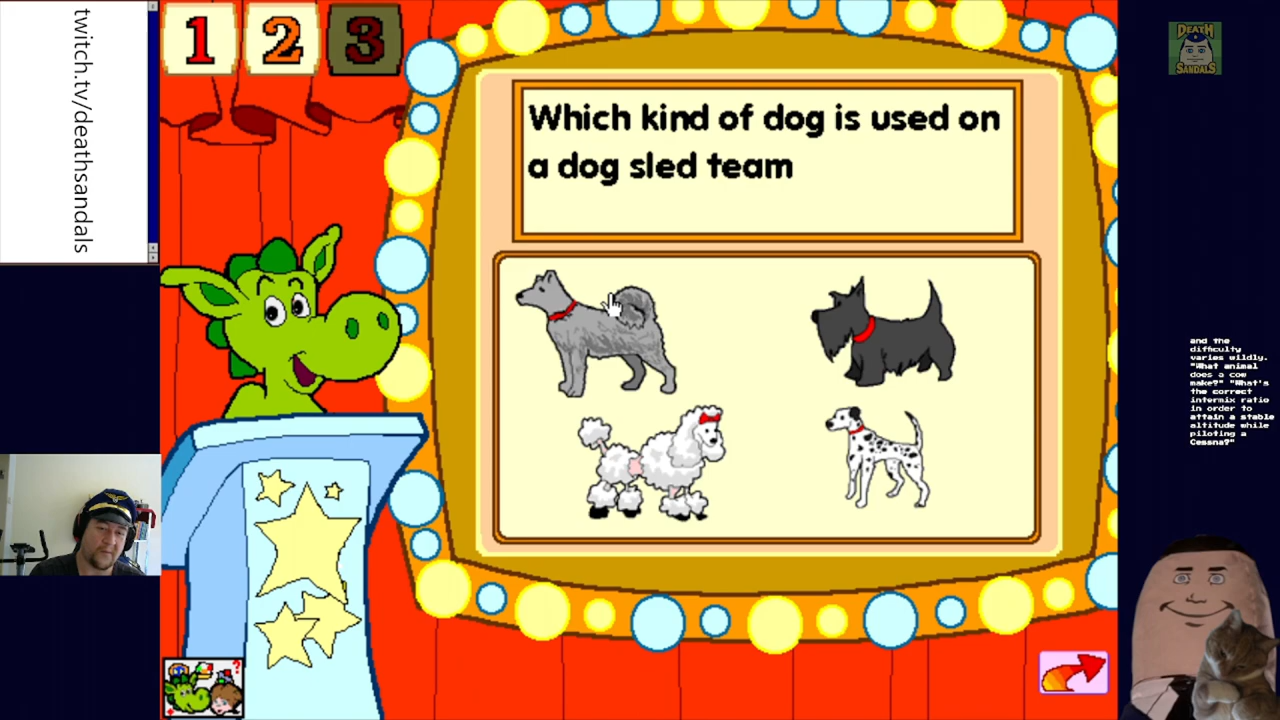 twitch.tv/deathsandals
1 2 3
Which kind of dog is used on
a dog sled team
?
DEATH
SANDALS
and the
difficulty
varies wildly.
"What animal
does a cow
make?" "What's
the correct
intermix ratio
in order to
attain a stable
altitude while
piloting a
Cessna?"